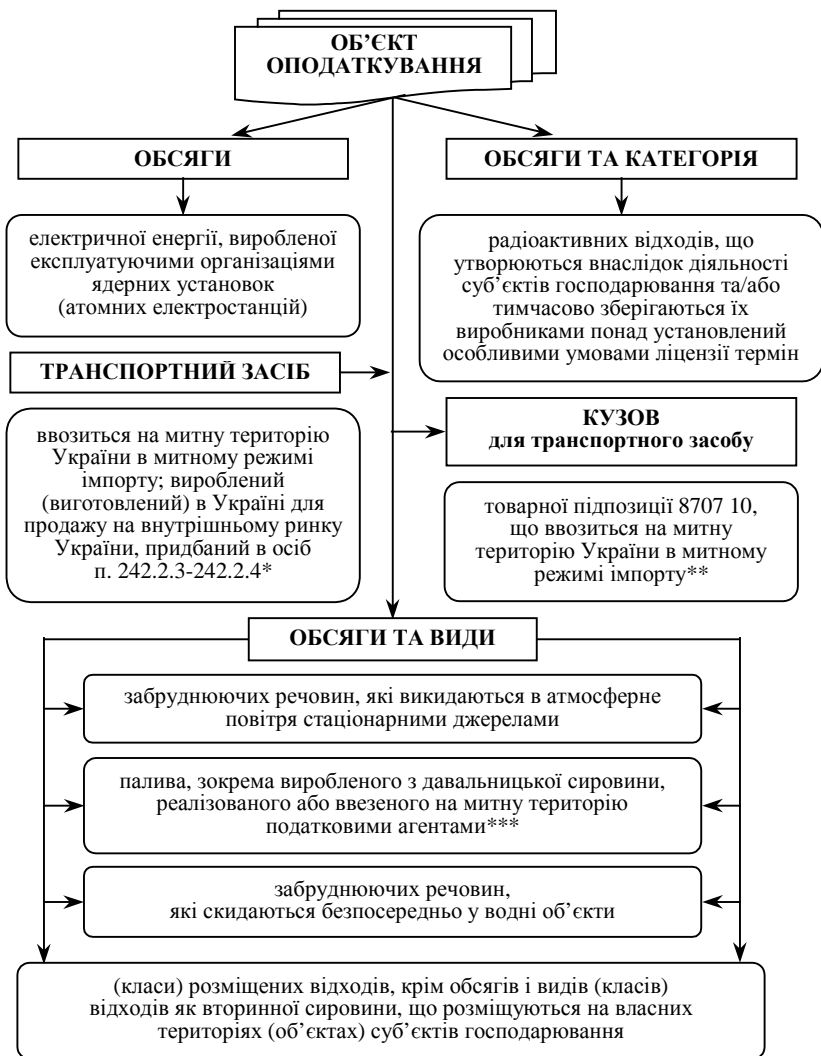 ОБ’ЄКТ
ОПОДАТКУВАННЯ
ОБСЯГИ
ОБСЯГИ ТА КАТЕГОРІЯ
електричної енергії, виробленої
експлуатуючими організаціями
ядерних установок
(атомних електростанцій)
радіоактивних відходів, що
утворюються внаслідок діяльності
суб’єктів господарювання та/або
тимчасово зберігаються їх
виробниками понад установлений
особливими умовами ліцензії термін
ТРАНСПОРТНИЙ ЗАСІБ
КУЗОВ
для транспортного засобу
ввозиться на митну територію
України в митному режимі
імпорту; вироблений
(виготовлений) в Україні для
продажу на внутрішньому ринку
України, придбаний в осіб
п. 242.2.3-242.2.4*
товарної підпозиції 8707 10,
що ввозиться на митну
територію України в митному
режимі імпорту**
ОБСЯГИ ТА ВИДИ
забруднюючих речовин, які викидаються в атмосферне
повітря стаціонарними джерелами
палива, зокрема виробленого з давальницької сировини,
реалізованого або ввезеного на митну територію
податковими агентами***
забруднюючих речовин,
які скидаються безпосередньо у водні об’єкти
(класи) розміщених відходів, крім обсягів і видів (класів)
відходів як вторинної сировини, що розміщуються на власних
територіях (об’єктах) суб’єктів господарювання